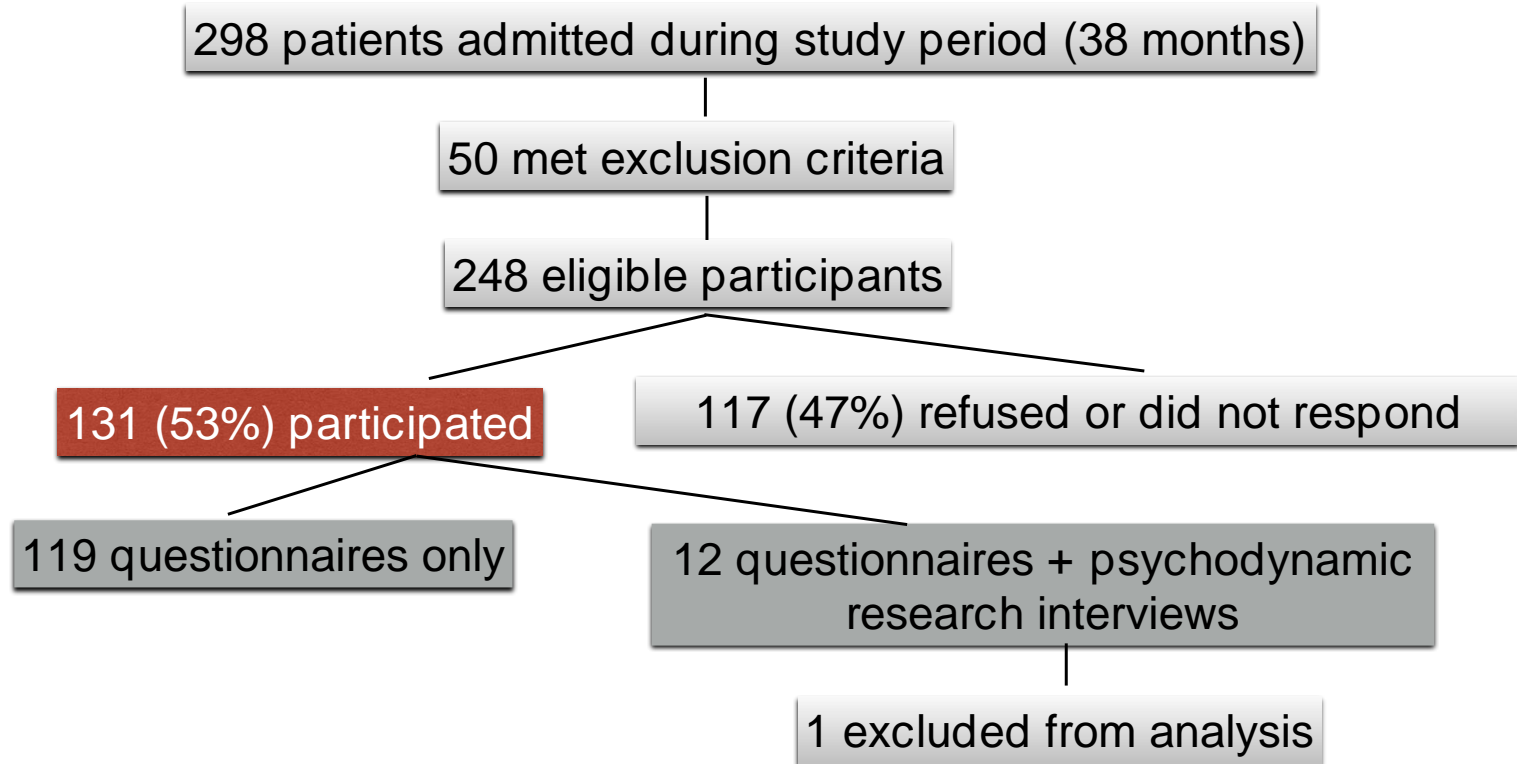 298 patients admitted during study period (38 months)
50 met exclusion criteria
248 eligible participants
131 (53%) participated
117 (47%) refused or did not respond
119 questionnaires only
12 questionnaires + psychodynamic
research interviews
1 excluded from analysis